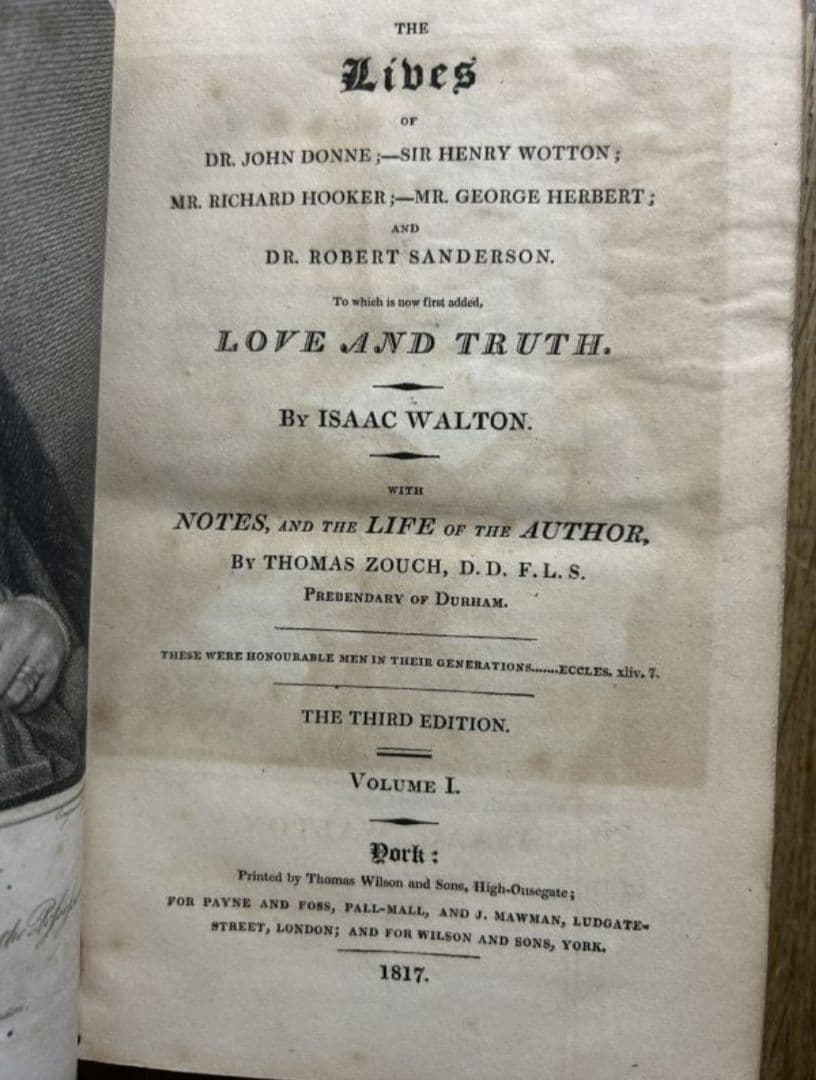 THE
Lives
OF
DR. JOHN DONNE;—SIR HENRY WOTTON;
MR. RICHARD HOOKER;—MR. GEORGE HERBERT;
AND
DR. ROBERT SANDERSON.
To which is now first added,
LOVE AND TRUTH.
BY ISAAC WALTON.
WITH
NOTES, AND THE LIFE OF THE AUTHOR,
BY THOMAS ZOUCH, D.D. F.L.S.
PREBENDARY OF DURHAM.
THESE WERE HONOURABLE MEN IN THEIR GENERATIONS.......ECCLES. xliv. 7.
THE THIRD EDITION.
VOLUME I.
York:
Printed by Thomas Wilson and Sons, High-Ousegate;
FOR PAYNE AND FOSS, PALL-MALL, AND J. MAWMAN, LUDGATE-
STREET, LONDON; AND FOR WILSON AND SONS, YORK.
1817.